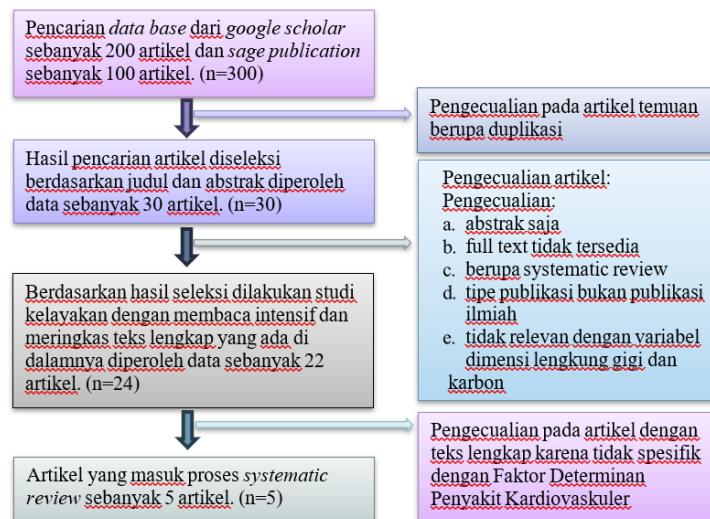 Pencarian data base dari google scholar
sebanyak 200 artikel dan sage publication
sebanyak 100 artikel. (n=300)
Pengecualian pada artikel temuan
berupa duplikasi
Hasil pencarian artikel diseleksi
berdasarkan judul dan abstrak diperoleh
data sebanyak 30 artikel. (n=30)
Pengecualian artikel:
Pengecualian:
a. abstrak saja
b. full text tidak tersedia
c. berupa systematic review
d. tipe publikasi bukan publikasi
ilmiah
e. tidak relevan dengan variabel
dimensi lengkung gigi dan
karbon
Berdasarkan hasil seleksi dilakukan studi
kelayakan dengan membaca intensif dan
meringkas teks lengkap yang ada di
dalamnya diperoleh data sebanyak 22
artikel. (n=24)
Pengecualian pada artikel dengan
teks lengkap karena tidak spesifik
dengan Faktor Determinan
Penyakit Kardiovaskuler
Artikel yang masuk proses systematic
review sebanyak 5 artikel. (n=5)